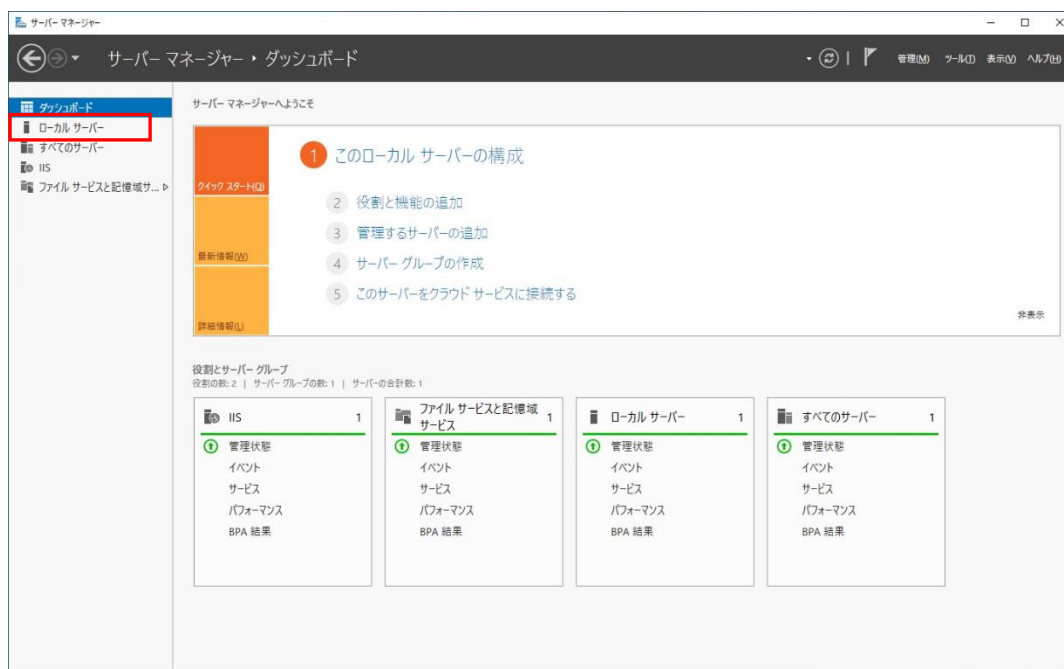 サーバー マネージャー
サーバー マネージャー ・ ダッシュボード
管理(M) ツール(T) 表示(V) ヘルプ(H)
ダッシュボード
ローカル サーバー
すべてのサーバー
IIS
ファイル サービスと記憶域サ...
サーバー マネージャーへようこそ
クイック スタート(Q)
最新情報(W)
詳細情報(L)
1 このローカル サーバーの構成
2 役割と機能の追加
3 管理するサーバーの追加
4 サーバー グループの作成
5 このサーバーをクラウド サービスに接続する
非表示
役割とサーバー グループ
役割の数: 2 | サーバー グループの数: 1 | サーバーの合計数: 1
IIS 1
管理状態
イベント
サービス
パフォーマンス
BPA 結果
ファイル サービスと記憶域
サービス 1
管理状態
イベント
サービス
パフォーマンス
BPA 結果
ローカル サーバー 1
管理状態
イベント
サービス
パフォーマンス
BPA 結果
すべてのサーバー 1
管理状態
イベント
サービス
パフォーマンス
BPA 結果